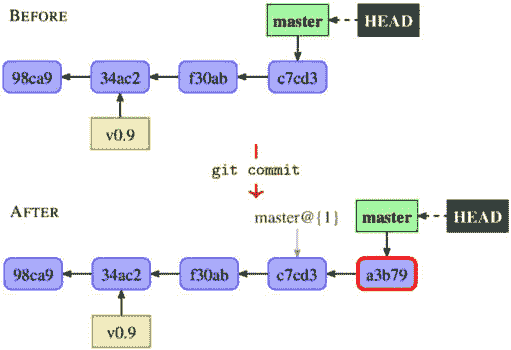 BEFORE
master HEAD
98ca9 34ac2 f30ab c7cd3
v0.9
git commit
AFTER
master@{1} master HEAD
98ca9 34ac2 f30ab c7cd3 a3b79
v0.9